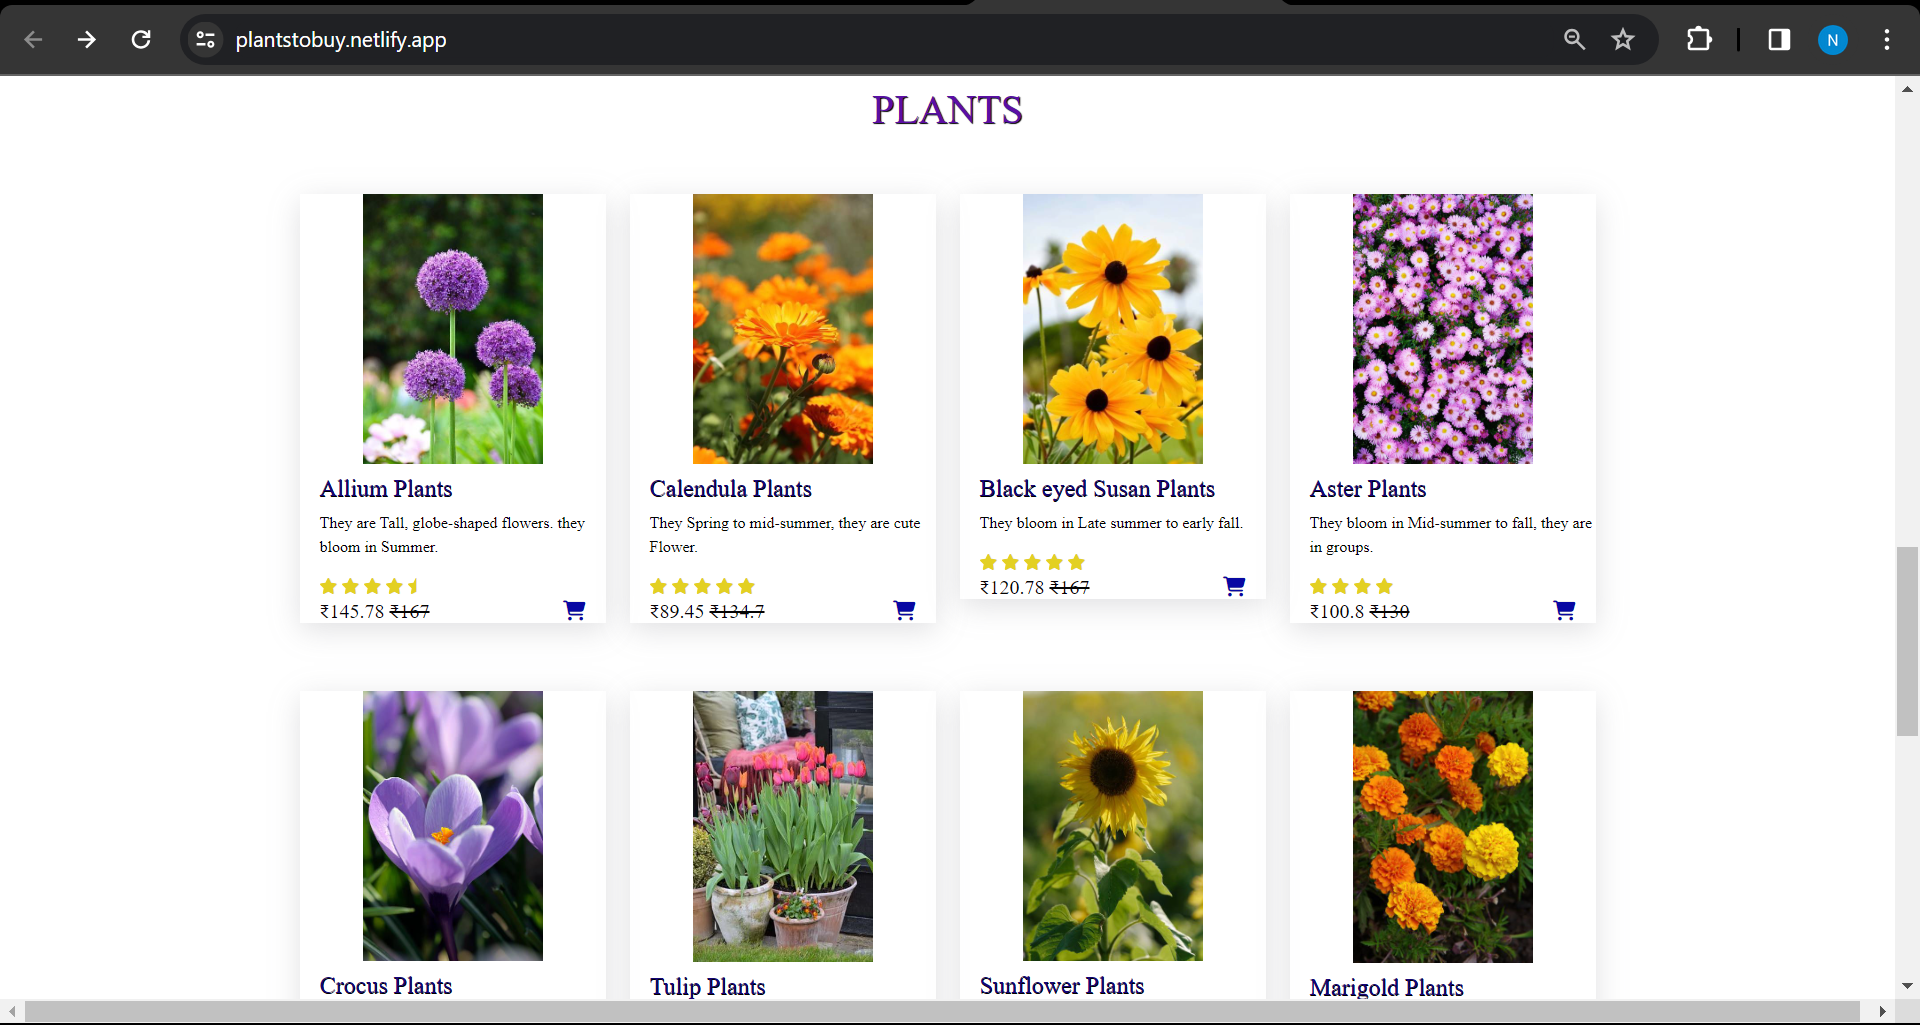 plantstobuy.netlify.app
N
PLANTS
Allium Plants
They are Tall, globe-shaped flowers. they
bloom in Summer.
₹145.78 ₹167
Calendula Plants
They Spring to mid-summer, they are cute
Flower.
₹89.45 ₹134.7
Black eyed Susan Plants
They bloom in Late summer to early fall.
₹120.78 ₹167
Aster Plants
They bloom in Mid-summer to fall, they are
in groups.
₹100.8 ₹130
Crocus Plants
Tulip Plants
Sunflower Plants
Marigold Plants